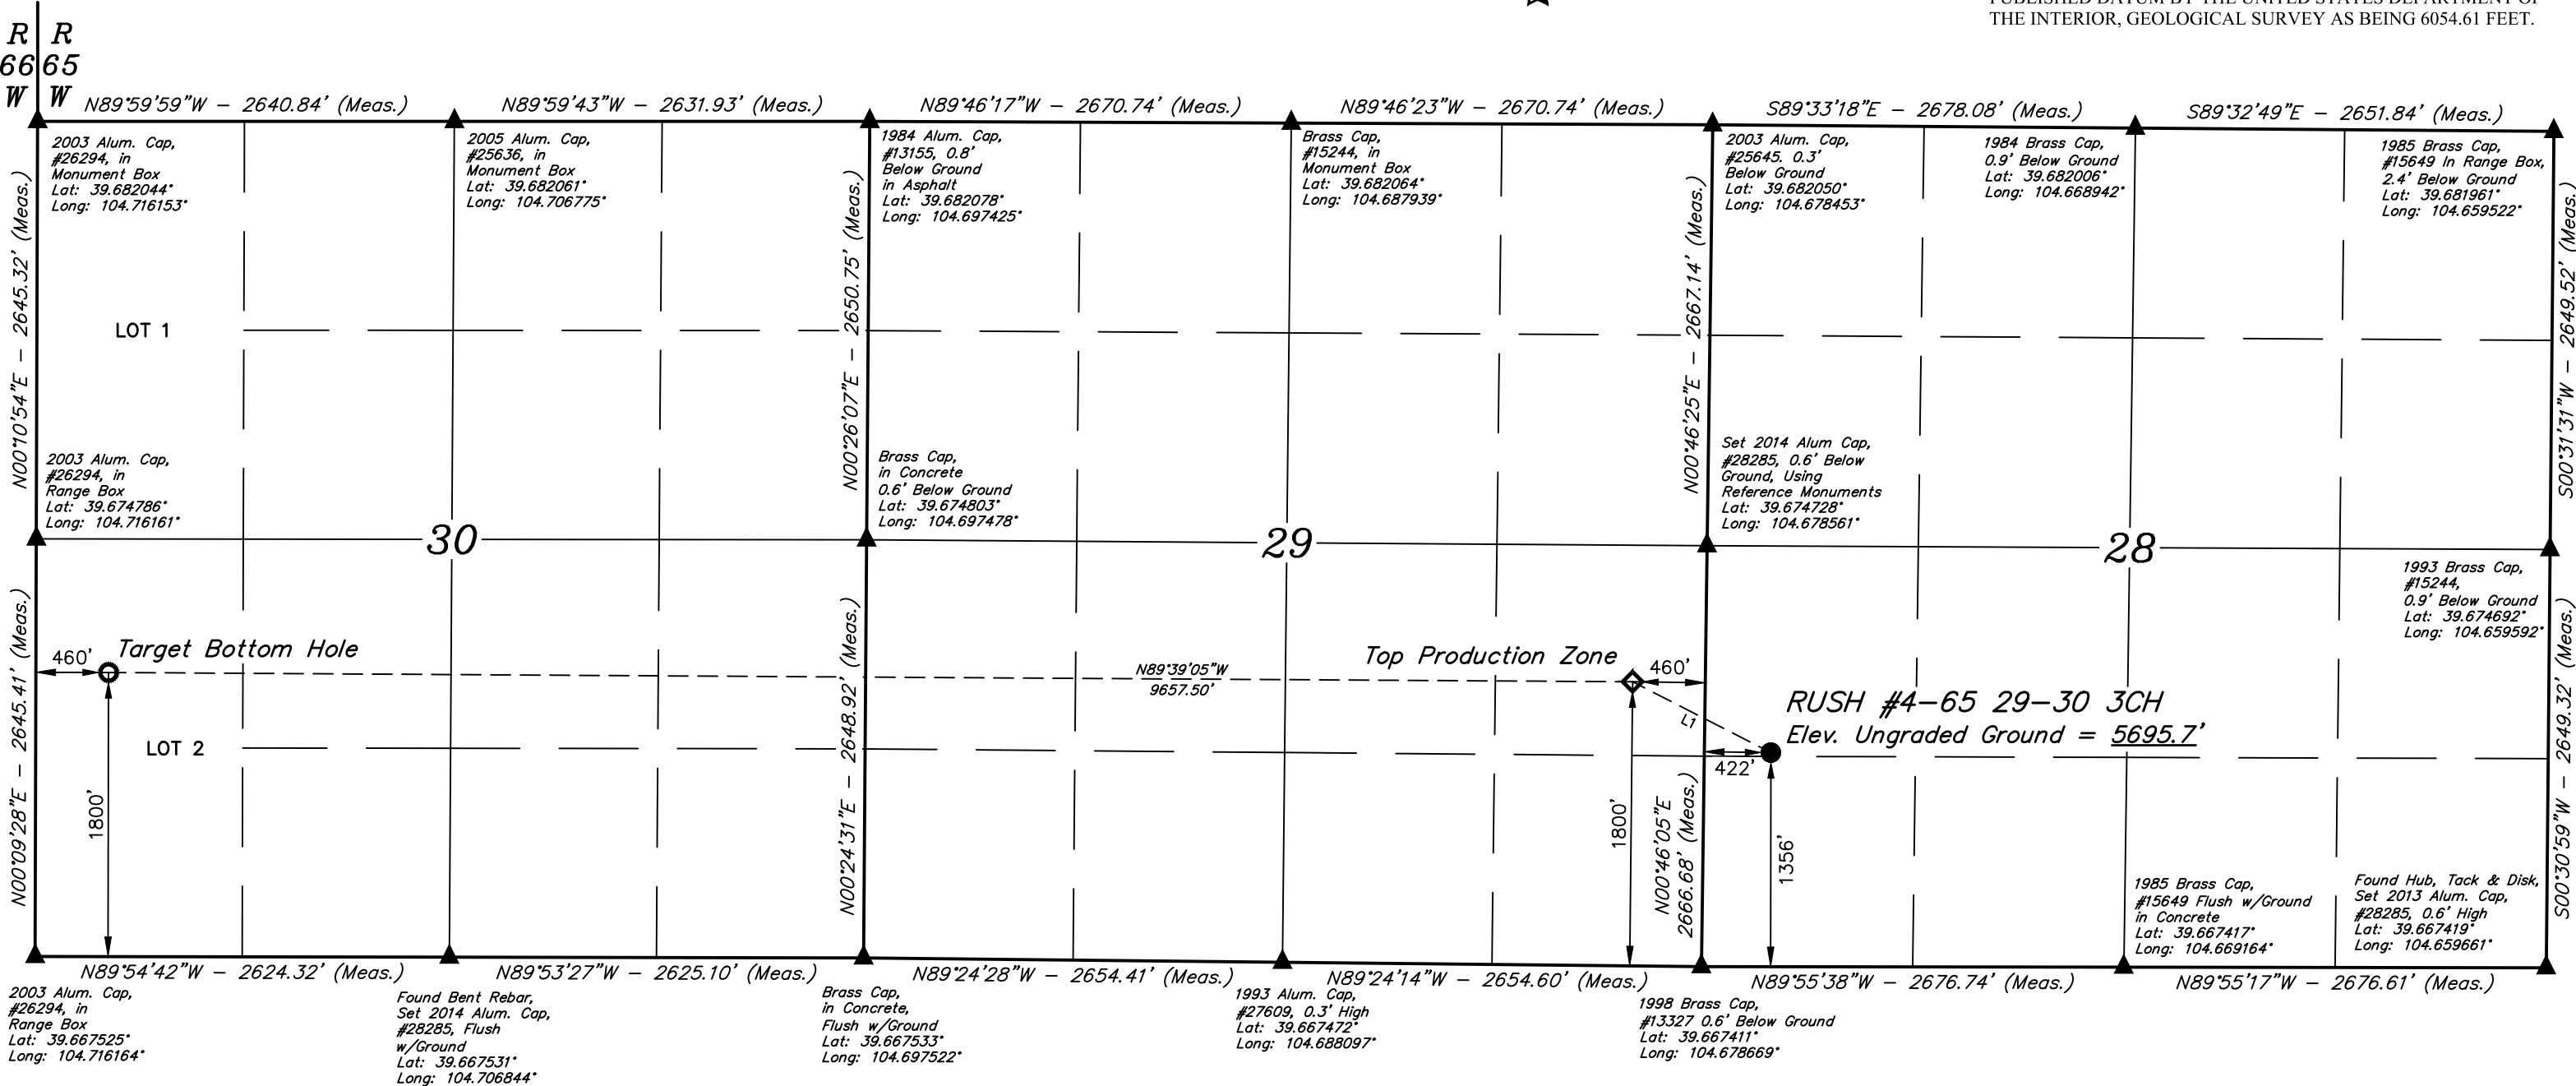 PUBLISHED DATUM BY THE UNITED STATES DEPARTMENT OF
THE INTERIOR, GEOLOGICAL SURVEY AS BEING 6054.61 FEET.
R R
66 65
W W
N89°59'59"W - 2640.84' (Meas.)
N89°59'43"W - 2631.93' (Meas.)
N89°46'17"W - 2670.74' (Meas.)
N89°46'23"W - 2670.74' (Meas.)
S89°33'18"E - 2678.08' (Meas.)
S89°32'49"E - 2651.84' (Meas.)
2003 Alum. Cap,
#26294, in
Monument Box
Lat: 39.682044°
Long: 104.716153°
2005 Alum. Cap,
#25636, in
Monument Box
Lat: 39.682061°
Long: 104.706775°
1984 Alum. Cap,
#13155, 0.8'
Below Ground
in Asphalt
Lat: 39.682078°
Long: 104.697425°
Brass Cap,
#15244, in
Monument Box
Lat: 39.682064°
Long: 104.687939°
2003 Alum. Cap,
#25645. 0.3'
Below Ground
Lat: 39.682050°
Long: 104.678453°
1984 Brass Cap,
0.9' Below Ground
Lat: 39.682006°
Long: 104.668942°
1985 Brass Cap,
#15649 In Range Box,
2.4' Below Ground
Lat: 39.681961°
Long: 104.659522°
N00°10'54"E - 2645.32' (Meas.)
N00°26'07"E - 2650.75' (Meas.)
N00°46'25"E - 2667.14' (Meas.)
S00°31'31"W - 2649.52' (Meas.)
LOT 1
2003 Alum. Cap,
#26294, in
Range Box
Lat: 39.674786°
Long: 104.716161°
Brass Cap,
in Concrete
0.6' Below Ground
Lat: 39.674803°
Long: 104.697478°
Set 2014 Alum Cap,
#28285, 0.6' Below
Ground, Using
Reference Monuments
Lat: 39.674728°
Long: 104.678561°
30
29
28
1993 Brass Cap,
#15244,
0.9' Below Ground
Lat: 39.674692°
Long: 104.659592°
N00°09'28"E - 2645.41' (Meas.)
N00°24'31"E - 2648.92' (Meas.)
N00°46'05"E
2666.68' (Meas.)
S00°30'59"W - 2649.32' (Meas.)
460'
Target Bottom Hole
N89°39'05"W
9657.50'
Top Production Zone
460'
L1
RUSH #4-65 29-30 3CH
Elev. Ungraded Ground = 5695.7'
LOT 2
422'
1800'
1800'
1356'
1985 Brass Cap,
#15649 Flush w/Ground
in Concrete
Lat: 39.667417°
Long: 104.669164°
Found Hub, Tack & Disk,
Set 2013 Alum. Cap,
#28285, 0.6' High
Lat: 39.667419°
Long: 104.659661°
N89°54'42"W - 2624.32' (Meas.)
N89°53'27"W - 2625.10' (Meas.)
N89°24'28"W - 2654.41' (Meas.)
N89°24'14"W - 2654.60' (Meas.)
N89°55'38"W - 2676.74' (Meas.)
N89°55'17"W - 2676.61' (Meas.)
2003 Alum. Cap,
#26294, in
Range Box
Lat: 39.667525°
Long: 104.716164°
Found Bent Rebar,
Set 2014 Alum. Cap,
#28285, Flush
w/Ground
Lat: 39.667531°
Long: 104.706844°
Brass Cap,
in Concrete,
Flush w/Ground
Lat: 39.667533°
Long: 104.697522°
1993 Alum. Cap,
#27609, 0.3' High
Lat: 39.667472°
Long: 104.688097°
1998 Brass Cap,
#13327 0.6' Below Ground
Lat: 39.667411°
Long: 104.678669°